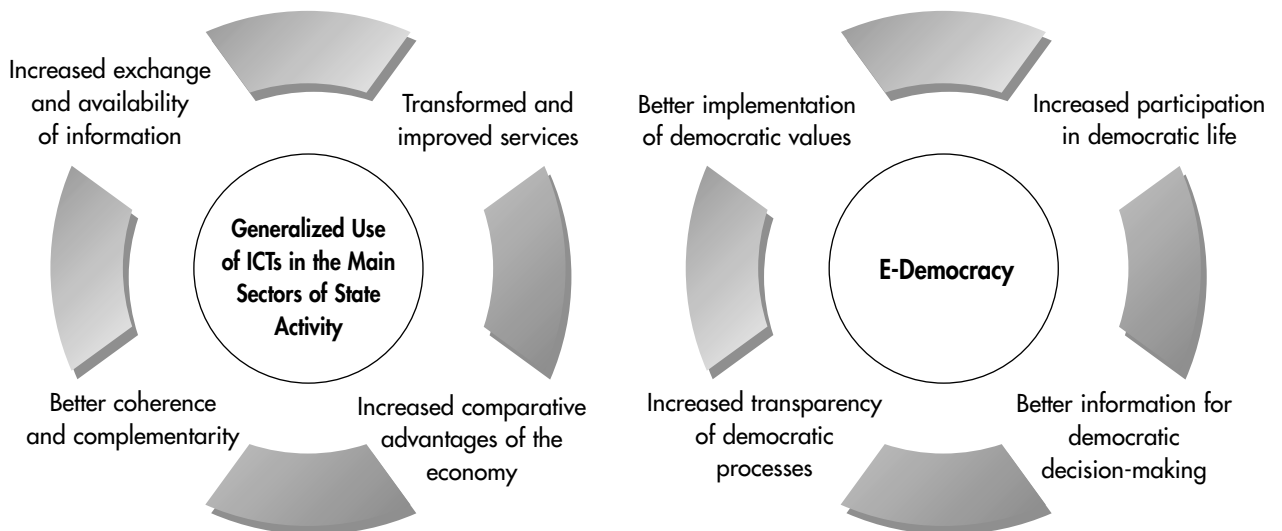 Increased exchange
and availability
of information
Transformed and
improved services
Generalized Use
of ICTs in the Main
Sectors of State
Activity
Better coherence
and complementarity
Increased comparative
advantages of the
economy
Better implementation
of democratic values
Increased participation
in democratic life
E-Democracy
Increased transparency
of democratic
processes
Better information for
democratic
decision-making